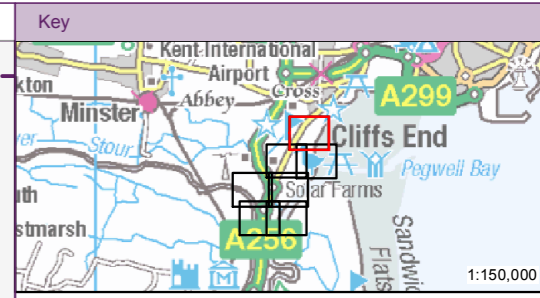 Key
Kent International
Airport
Cross
A299
kton
Minster
Abbey
Cliffs End
Stour
Pegwell Bay
Solar Farms
uth
stmarsh
A256
Sandwic
Flats
1:150,000